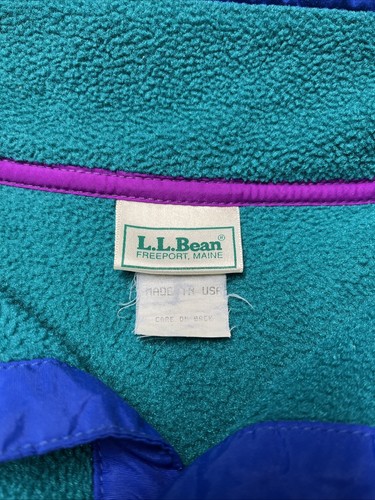 L.L.Bean®
FREEPORT, MAINE
MADE IN USA
CARE ON BACK